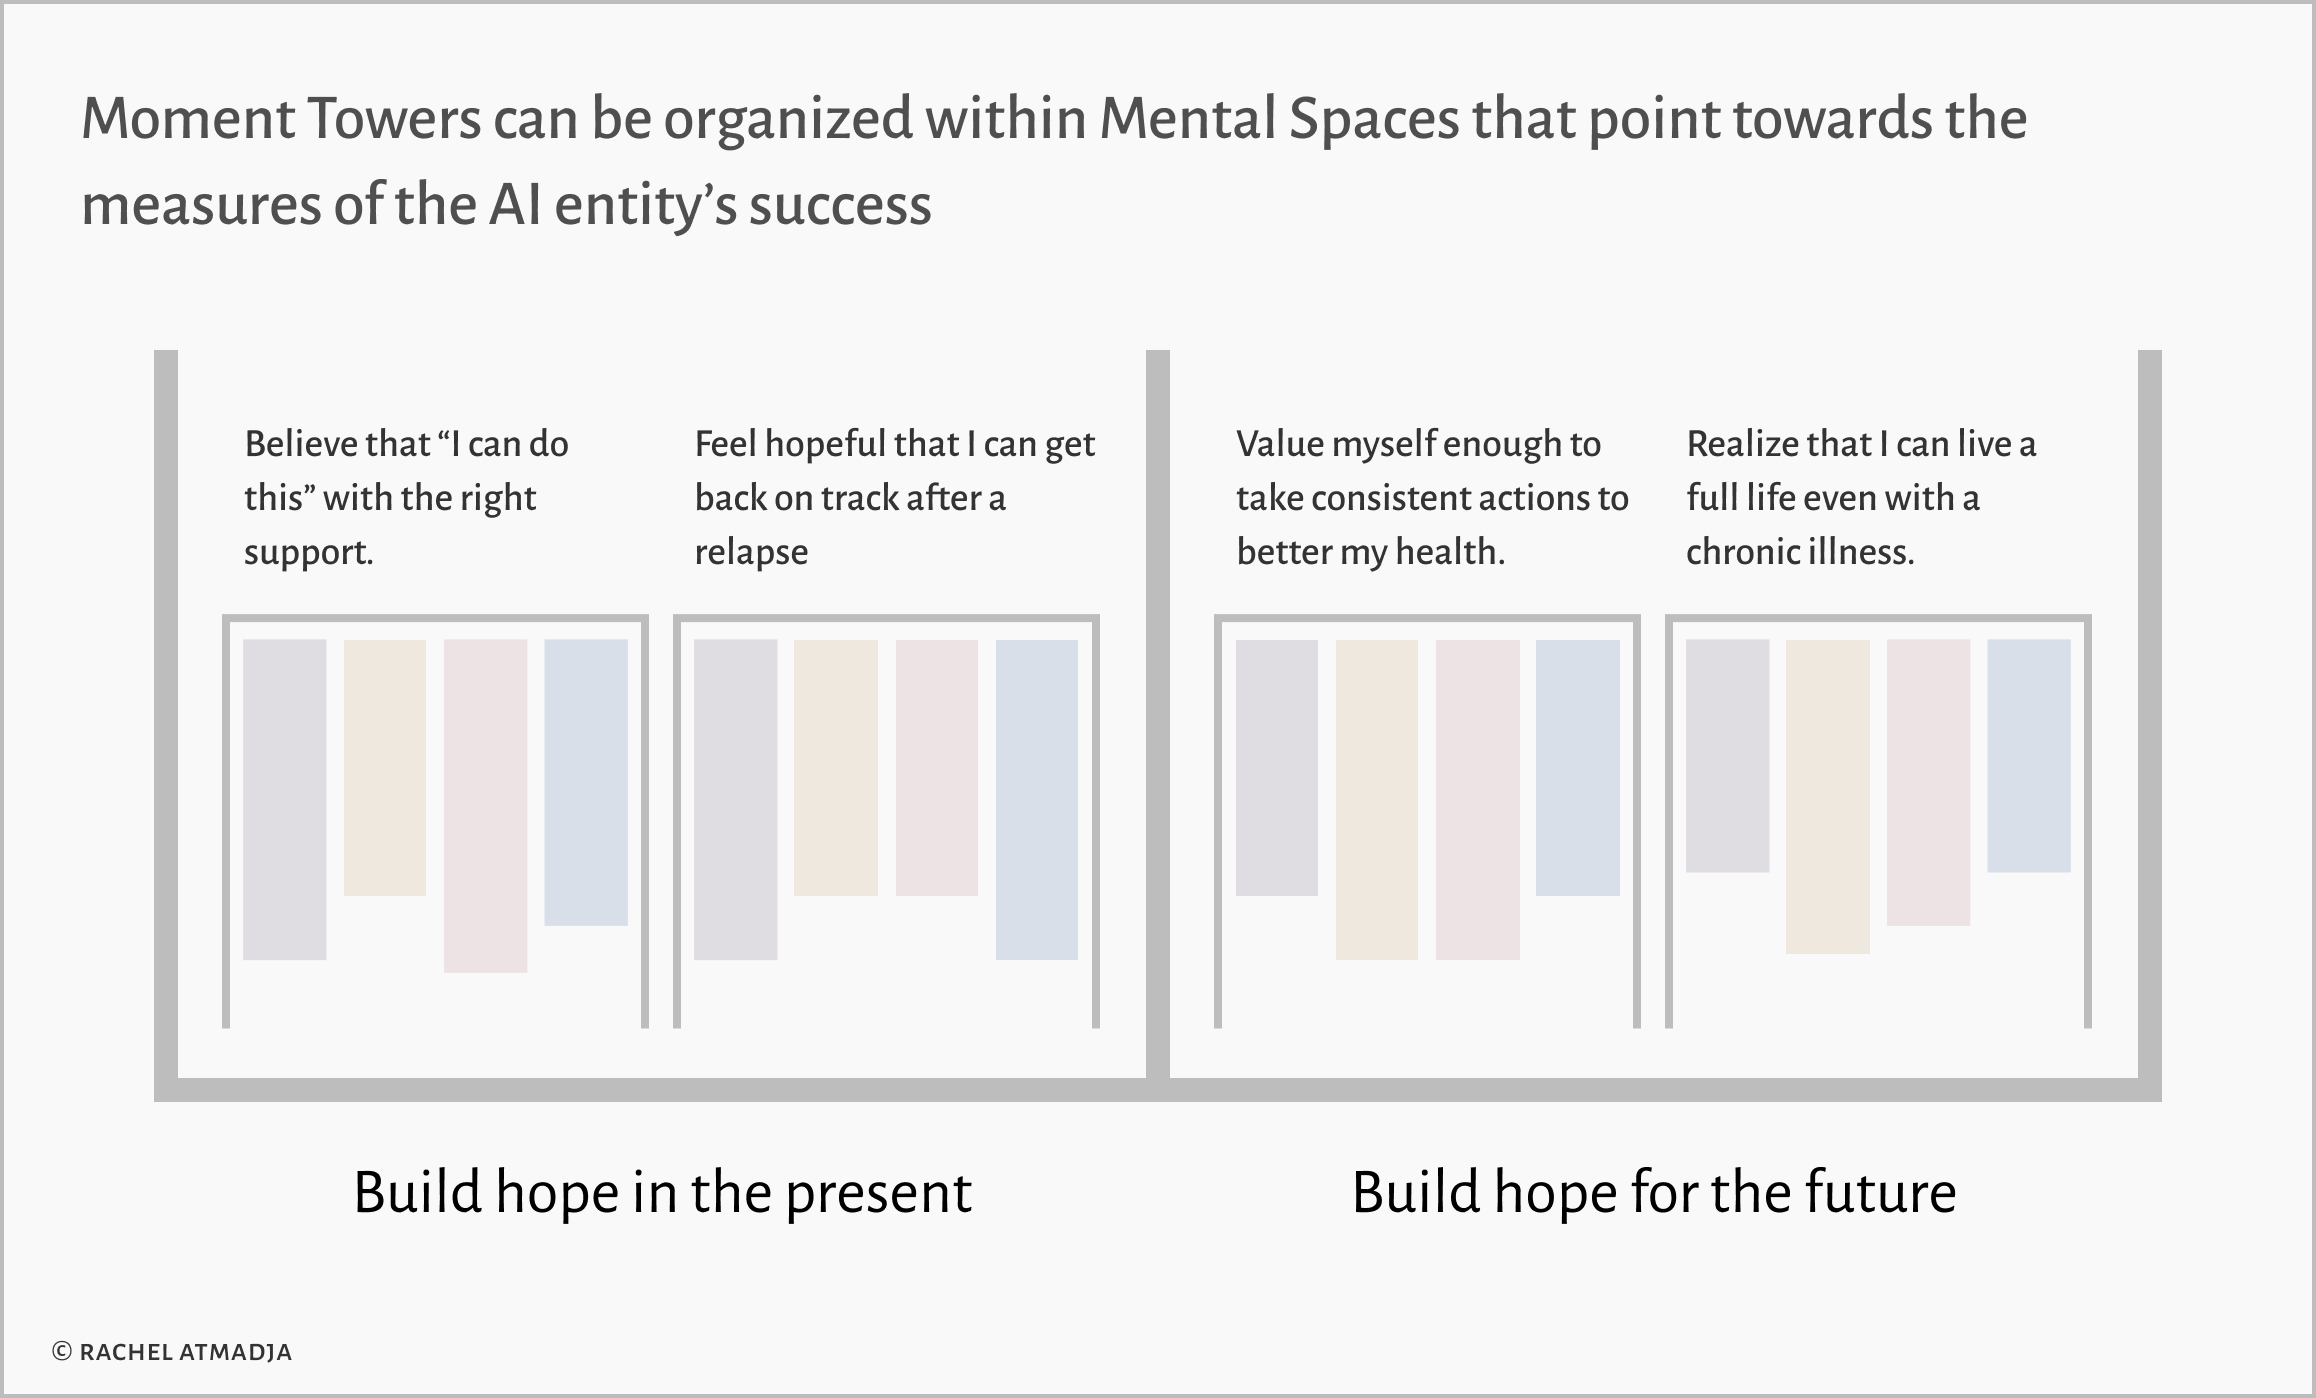 Moment Towers can be organized within Mental Spaces that point towards the
measures of the AI entity’s success
Believe that “I can do
this” with the right
support.
Feel hopeful that I can get
back on track after a
relapse
Value myself enough to
take consistent actions to
better my health.
Realize that I can live a
full life even with a
chronic illness.
Build hope in the present
Build hope for the future
© RACHEL ATMADJA